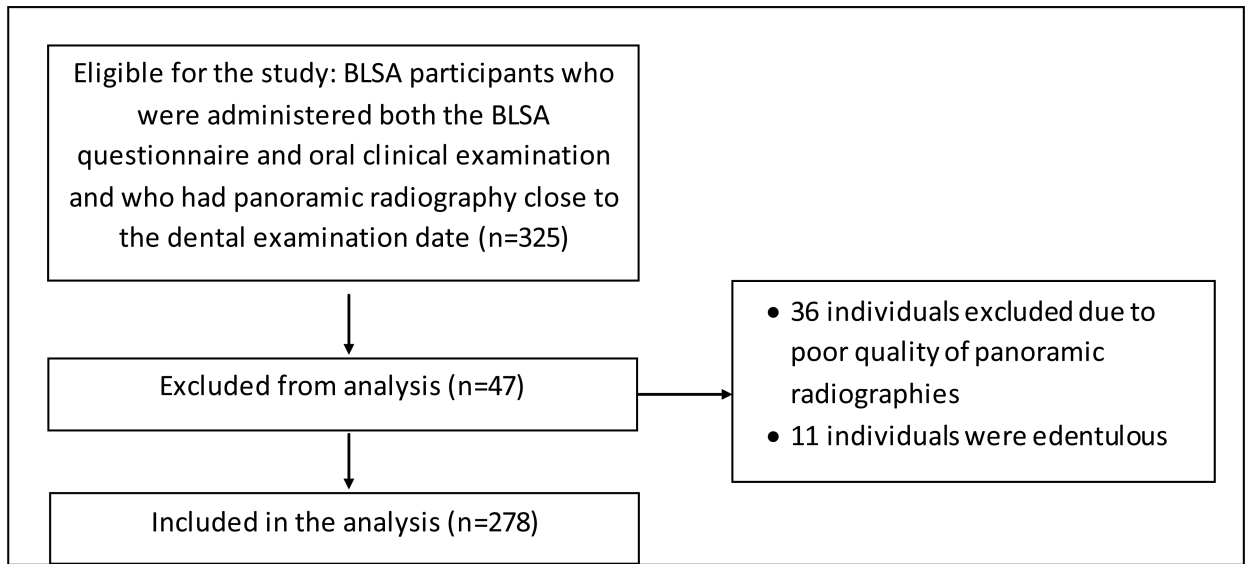 Eligible for the study: BLSA participants who
were administered both the BLSA
questionnaire and oral clinical examination
and who had panoramic radiography close to
the dental examination date (n=325)
Excluded from analysis (n=47)
• 36 individuals excluded due to
poor quality of panoramic
radiographies
• 11 individuals were edentulous
Included in the analysis (n=278)